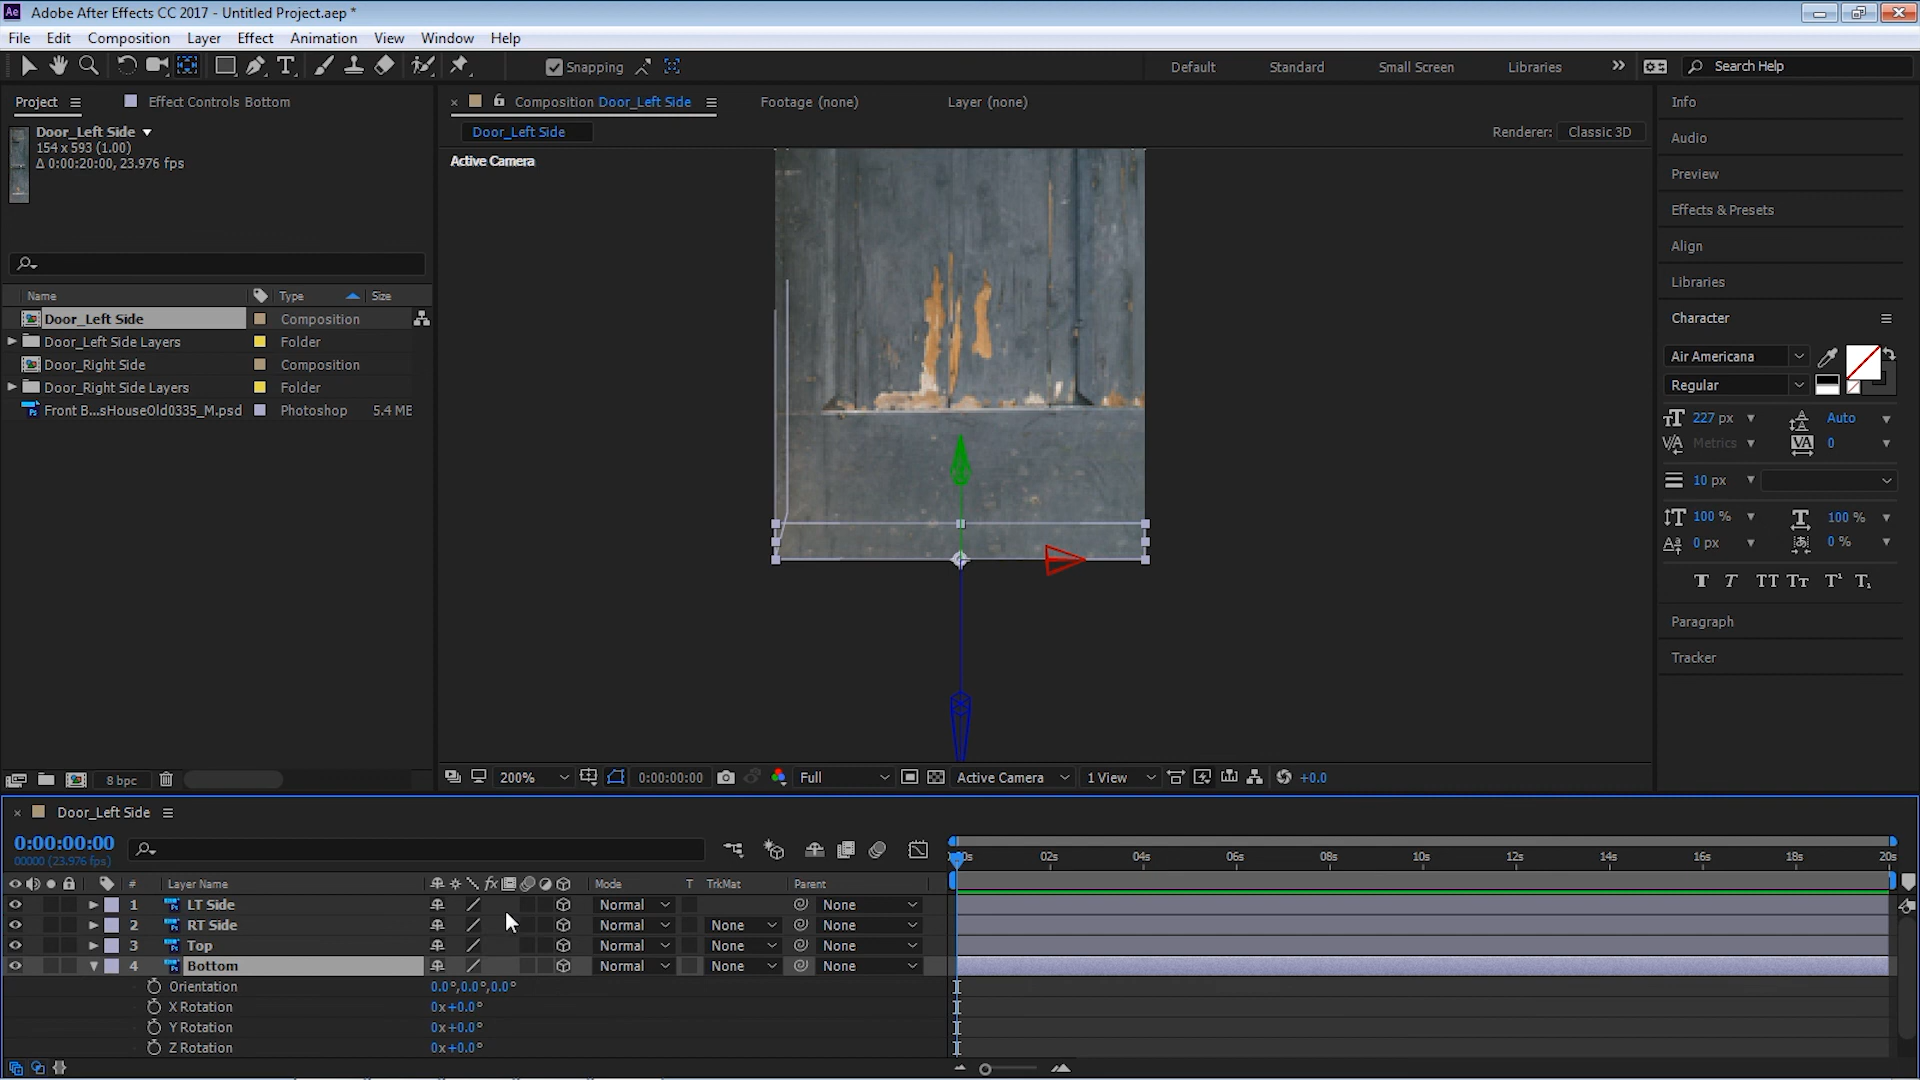 Adobe After Effects CC 2017 - Untitled Project.aep *
File Edit Composition Layer Effect Animation View Window Help
Snapping Default Standard Small Screen Libraries Search Help
Project Effect Controls Bottom
Composition Door_Left Side Footage (none) Layer (none)
Info
Door_Left Side
154 x 593 (1.00)
Δ 0:00:20:00, 23.976 fps
Door_Left Side
Renderer: Classic 3D
Active Camera
Audio
Preview
Effects & Presets
Align
Libraries
Character
Name Type Size
Door_Left Side Composition
Door_Left Side Layers Folder
Door_Right Side Composition
Door_Right Side Layers Folder
Front B...sHouseOld0335_M.psd Photoshop 5.4 ME
Air Americana
Regular
227 px Auto
Metrics 0
10 px
100 % 100 %
0 px 0 %
T T TT Tт T¹ T₁
Paragraph
Tracker
8 bpc
200% 0:00:00:00 Full Active Camera 1 View +0.0
Door_Left Side
0:00:00:00
00000 (23.976 fps)
:00s 02s 04s 06s 08s 10s 12s 14s 16s 18s 20s
# Layer Name Mode T TrkMat Parent
1 LT Side Normal None
2 RT Side Normal None None
3 Top Normal None None
4 Bottom Normal None None
Orientation 0.0°,0.0°,0.0°
X Rotation 0x+0.0°
Y Rotation 0x+0.0°
Z Rotation 0x+0.0°